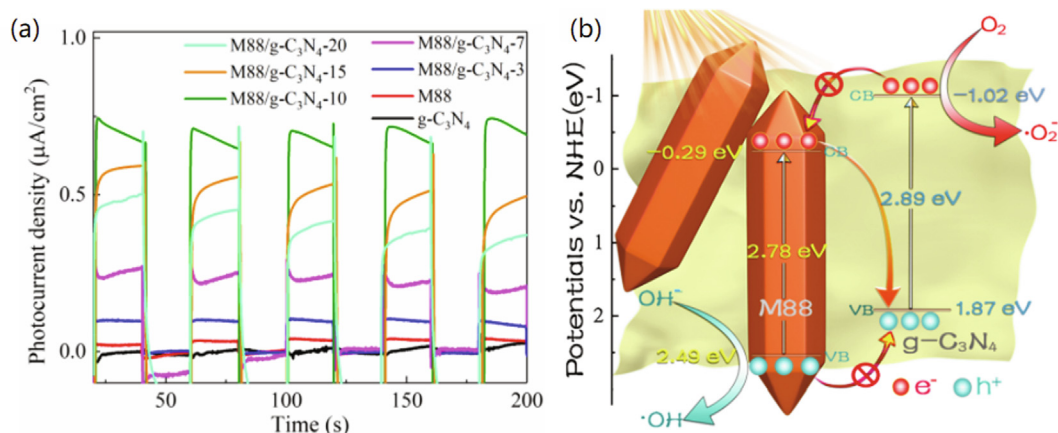 (a)
1.0
0.5
0.0
Photocurrent density (μA/cm²)
M88/g-C₃N₄-20
M88/g-C₃N₄-15
M88/g-C₃N₄-10
M88/g-C₃N₄-7
M88/g-C₃N₄-3
M88
g-C₃N₄
50
100
150
200
Time (s)
(b)
Potentials vs. NHE(eV)
-1
0
1
2
O₂
CB
−1.02 eV
·O₂⁻
−0.29 eV
CB
2.89 eV
2.78 eV
M88
OH⁻
VB
1.87 eV
g−C₃N₄
2.49 eV
VB
·OH
e⁻
h⁺